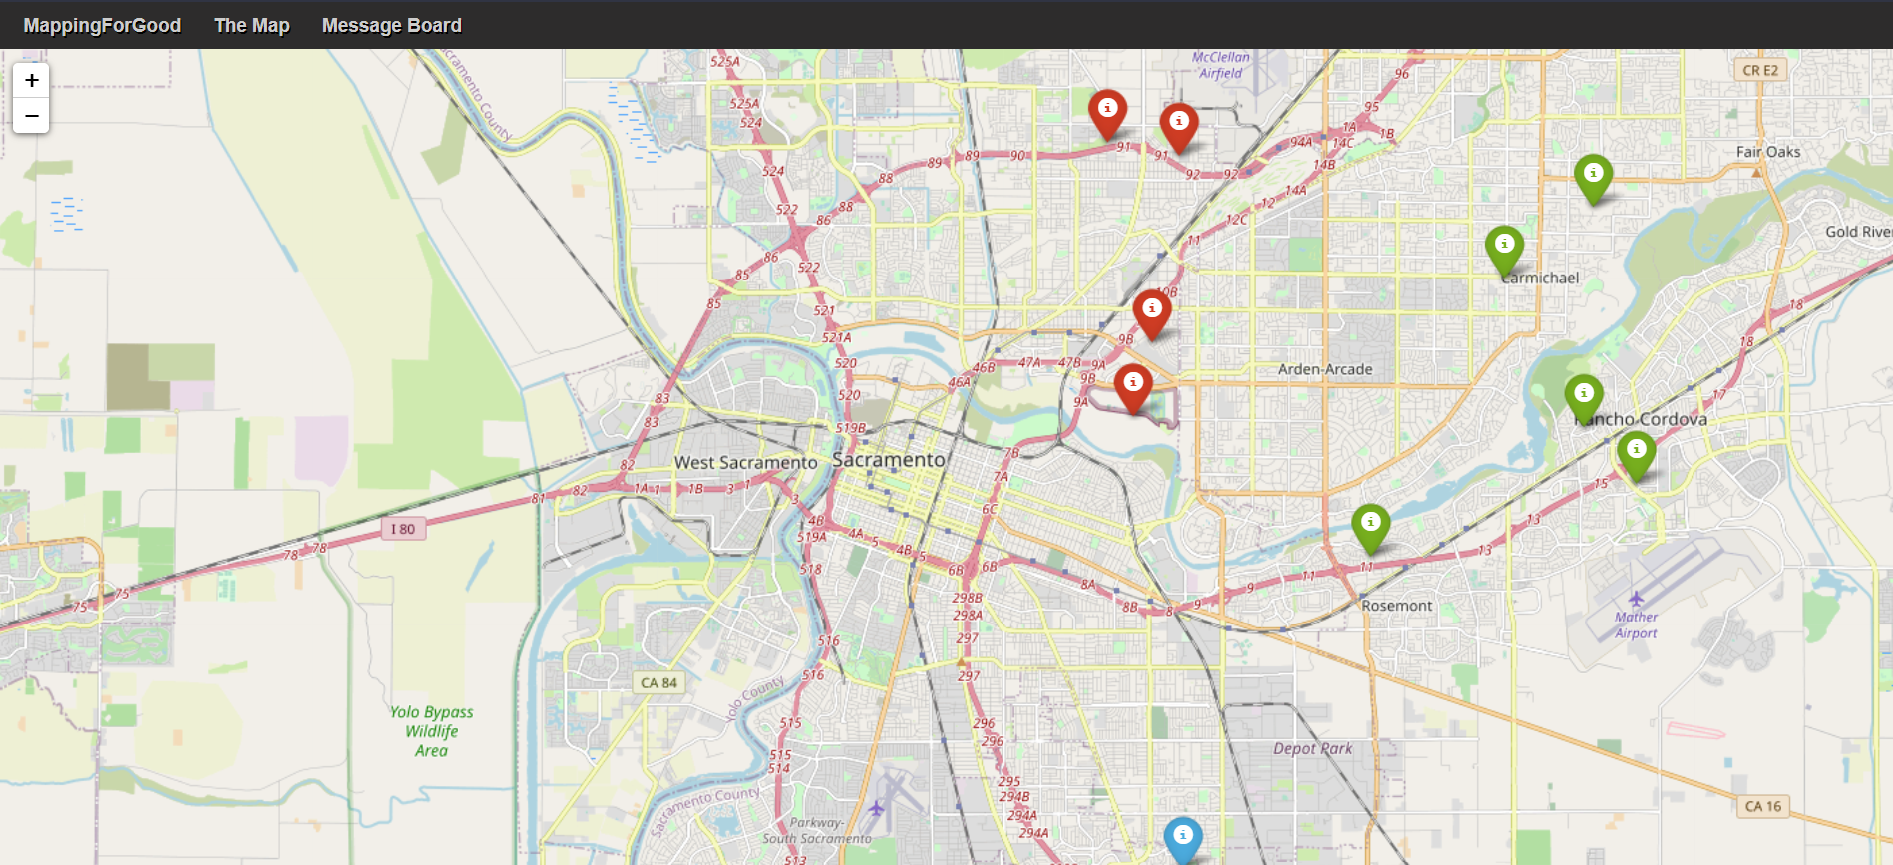 MappingForGood The Map Message Board
+
−
525A
McClellan
Airfield
96
CR E2
Sacramento County
525A
524
95
1A
1B
91
91
94A
14C
Fair Oaks
89
89
90
14B
524
88
92
92
14A
522
88
86
12
12C
Gold River
11
86
522
85
Carmichael
10B
18
85
521
521A
9B
18
520
46B
47A
47B
9A
Arden-Arcade
9B
46A
520
17
83
9A
83
519B
Rancho Cordova
7B
82
West Sacramento
Sacramento
7A
81
82
1A
1
1B
3
1
15
3
6C
I 80
4B
13
519A
4A
5
78
78
4B
5
13
518
6B
6B
11
11
8A
9
75
75
298B
9
8B
8
Rosemont
298A
Mather
Airport
516
297
516
297
CA 84
Yolo County
Yolo Bypass
Wildlife
Area
515
296
296
Depot Park
515
514
295
294B
Sacramento County
CA 16
294A
Parkway-
South Sacramento
294A
513